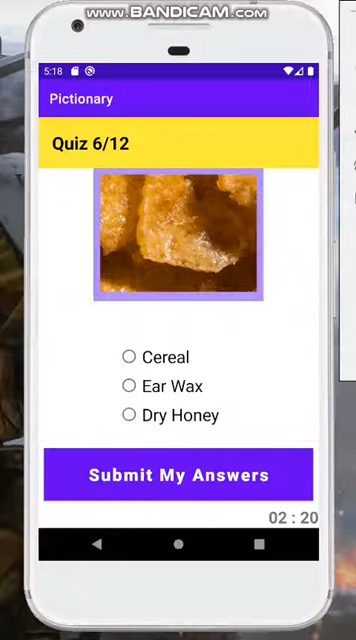 www.BANDICAM.com
5:18
Pictionary
Quiz 6/12
Cereal
Ear Wax
Dry Honey
Submit My Answers
02 : 20